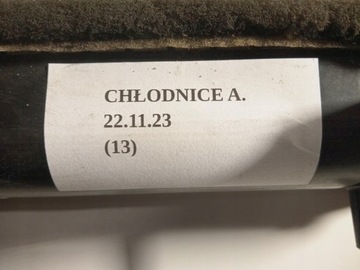 CHŁODNICE A.
22.11.23
(13)